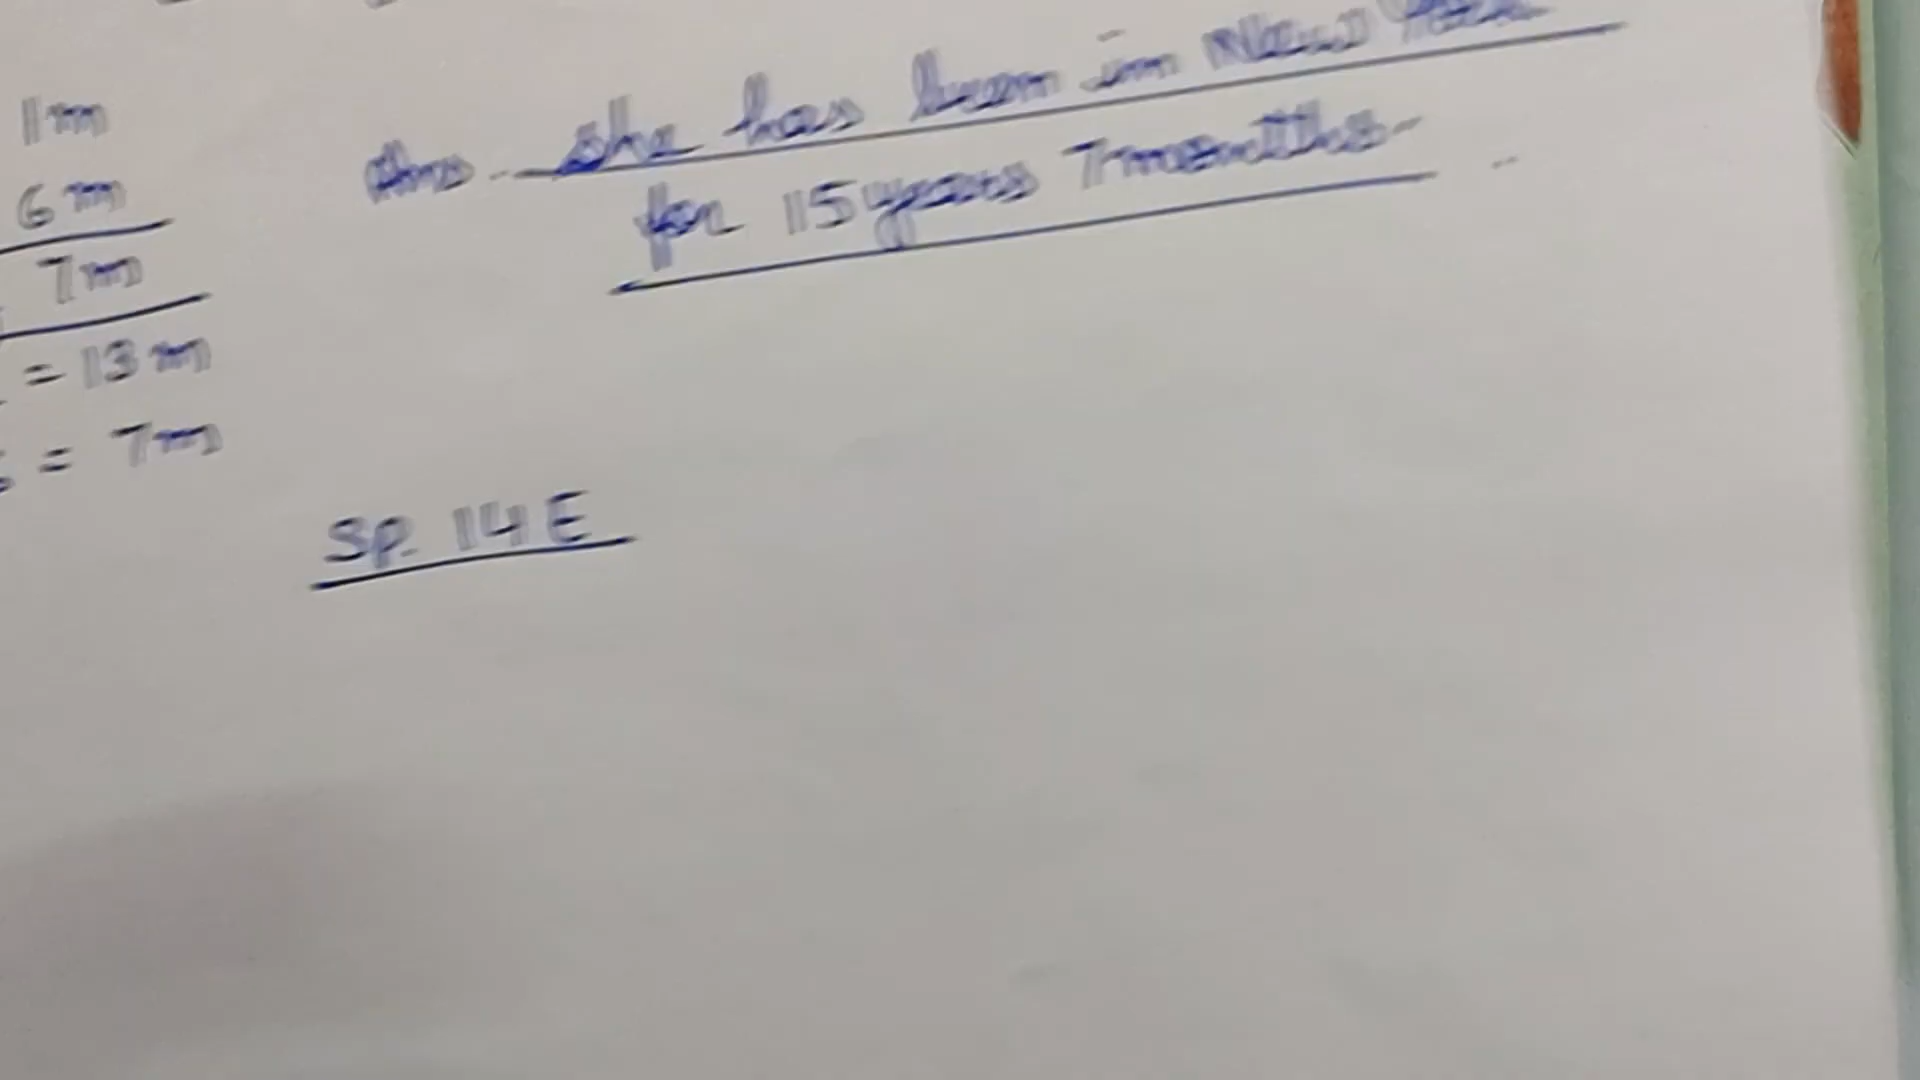 1m
6m
7m
= 13m
= 7m
Ans - She has been in New York
for 15 years 7 months -
SP. 14 E